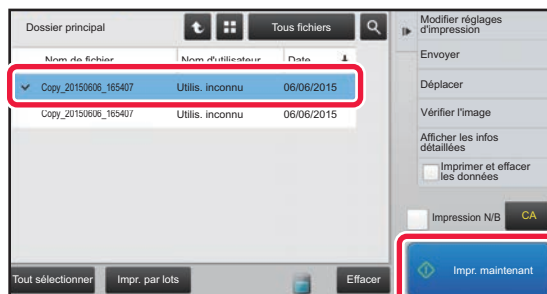 Dossier principal
Tous fichiers
Nom de fichier Nom d'utilisateur Date
Copy_20150606_165407 Utilis. inconnu 06/06/2015
Copy_20150606_165407 Utilis. inconnu 06/06/2015
Tout sélectionner
Impr. par lots
Effacer
Modifier réglages
d'impression
Envoyer
Déplacer
Vérifier l'image
Afficher les infos
détaillées
Imprimer et effacer
les données
Impression N/B
CA
Impr. maintenant